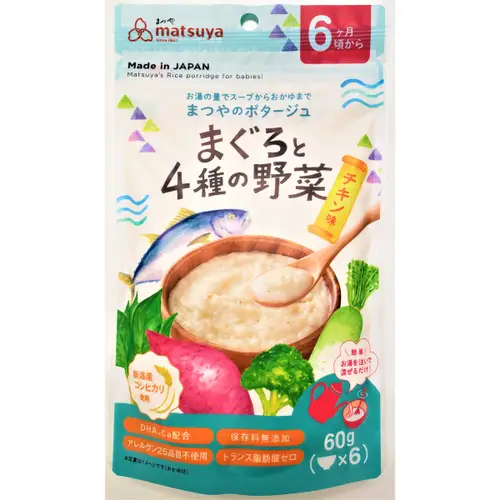 まつや
matsuya
Since 1907
6ヶ月頃から
Made in JAPAN
Matsuya's Rice porridge for babies!
お湯の量でスープからおかゆまで
まつやのポタージュ
まぐろと
4種の野菜
チキン味
簡単!
お湯を注いで
混ぜるだけ!
新潟産
コシヒカリ
使用
DHA、Ca配合
保存料無添加
アレルゲン25品目不使用
トランス脂肪酸ゼロ
60g
(×6)